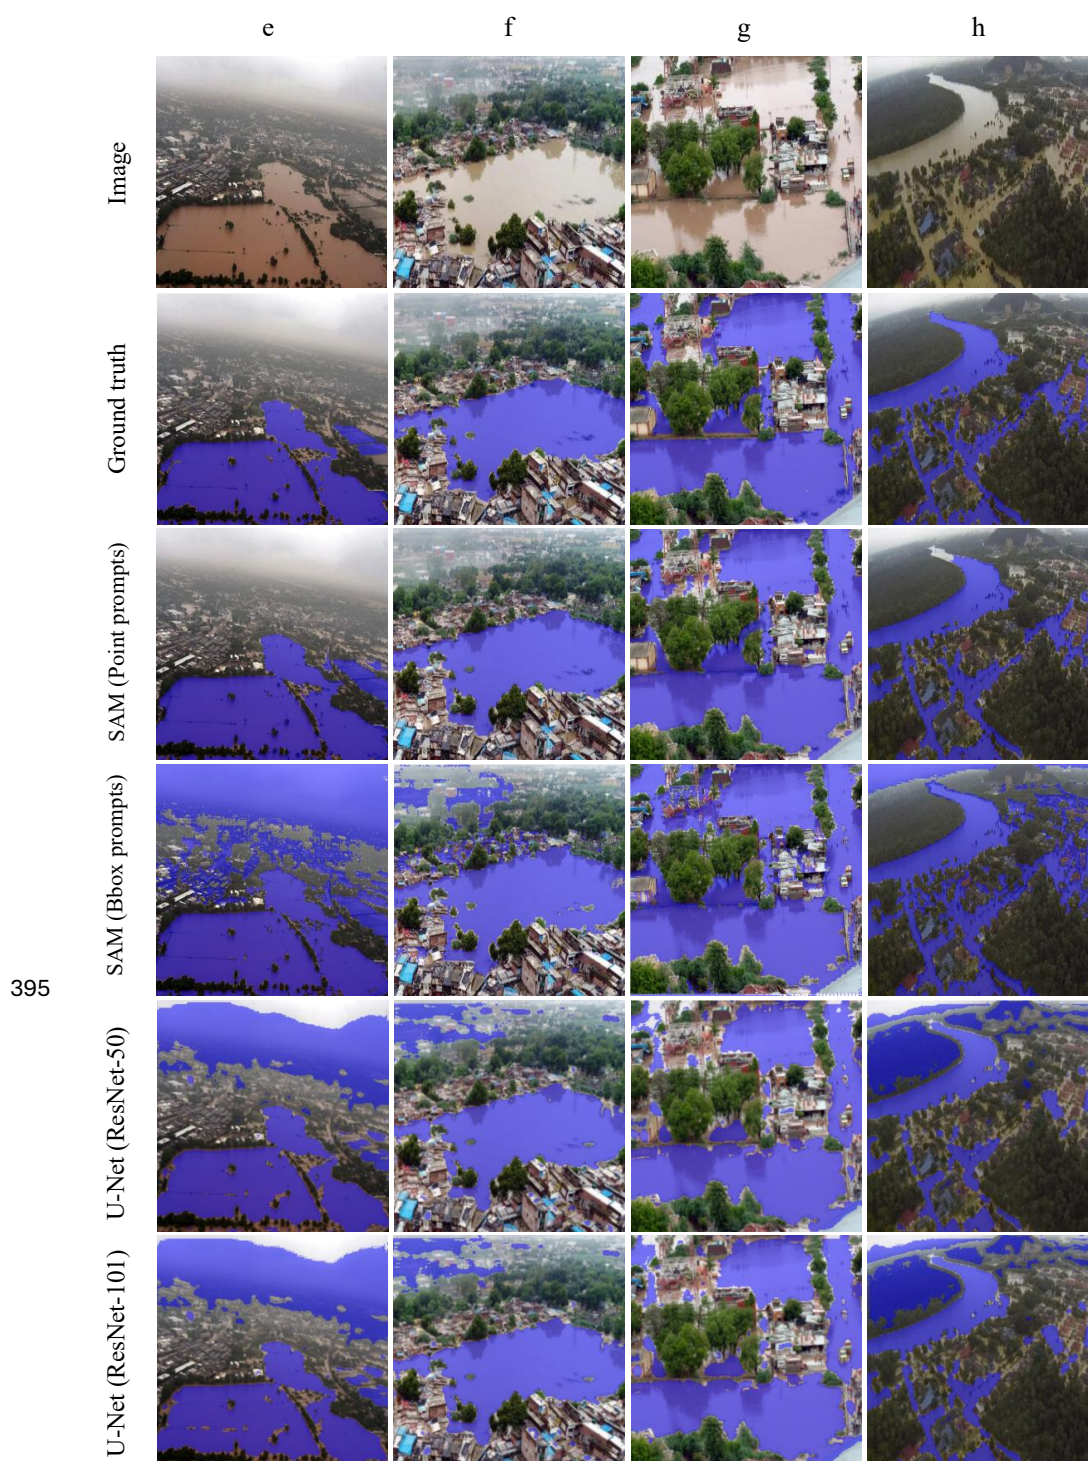 e f g h
Image
Ground truth
SAM (Point prompts)
SAM (Bbox prompts)
395
U-Net (ResNet-50)
U-Net (ResNet-101)